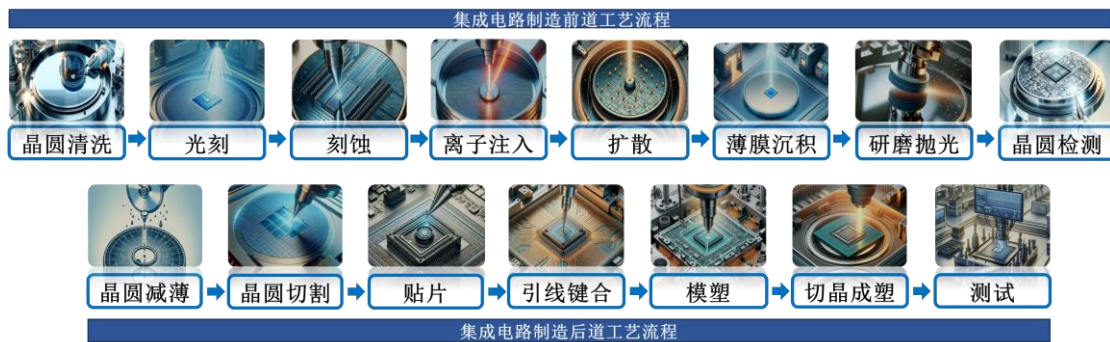 集成电路制造前道工艺流程
晶圆清洗
光刻
刻蚀
离子注入
扩散
薄膜沉积
研磨抛光
晶圆检测
晶圆减薄
晶圆切割
贴片
引线键合
模塑
切晶成塑
测试
集成电路制造后道工艺流程